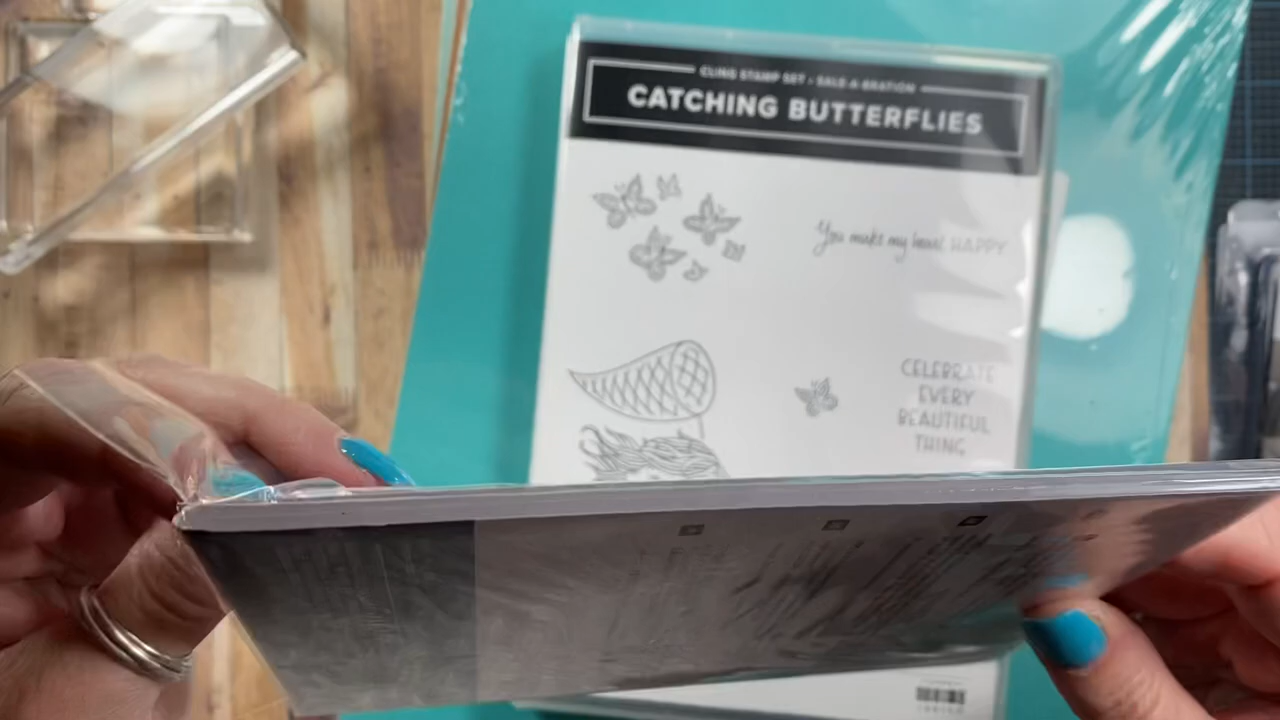 CLING STAMP SET • SALE-A-BRATION
CATCHING BUTTERFLIES
You make my heart HAPPY
CELEBRATE
EVERY
BEAUTIFUL
THING